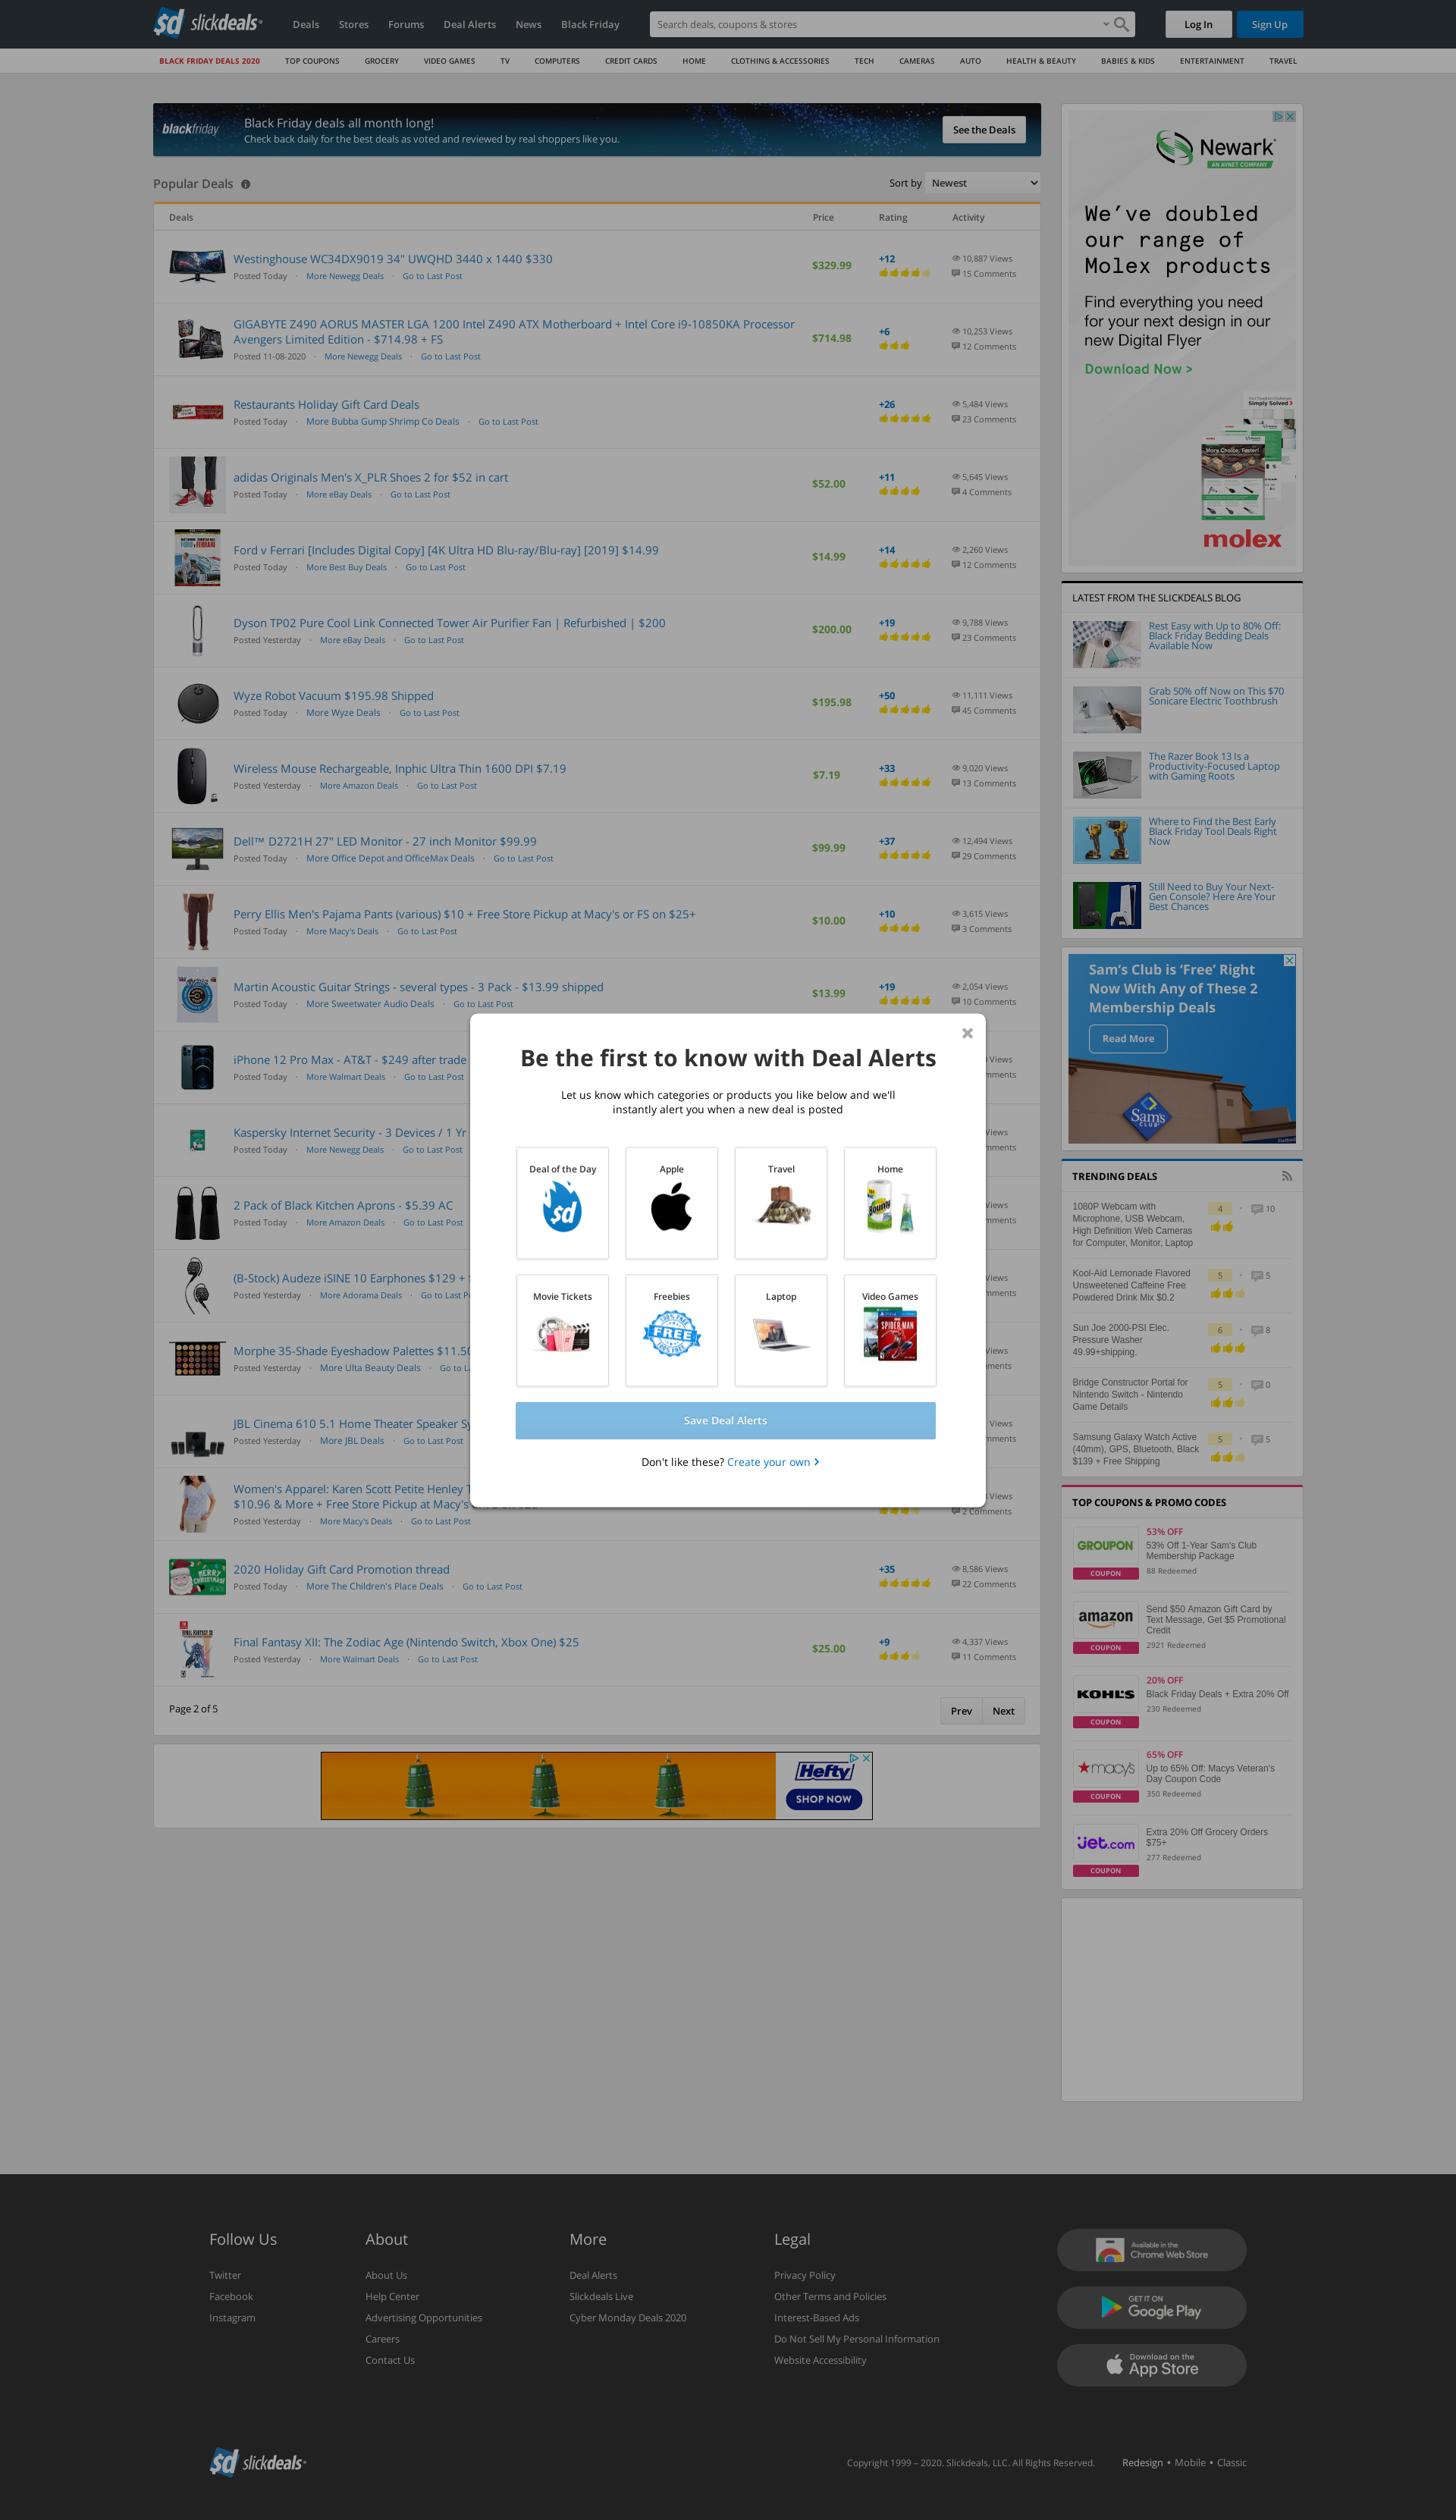 slickdeals
Deals Stores Forums Deal Alerts News Black Friday
Search deals, coupons & stores
Log In Sign Up
BLACK FRIDAY DEALS 2020 TOP COUPONS GROCERY VIDEO GAMES TV COMPUTERS CREDIT CARDS HOME CLOTHING & ACCESSORIES TECH CAMERAS AUTO HEALTH & BEAUTY BABIES & KIDS ENTERTAINMENT TRAVEL
blackfriday
Black Friday deals all month long!
Check back daily for the best deals as voted and reviewed by real shoppers like you.
See the Deals
Popular Deals
Sort by Newest
Deals Price Rating Activity
Westinghouse WC34DX9019 34" UWQHD 3440 x 1440 $330
Posted Today · More Newegg Deals · Go to Last Post
$329.99
+12
10,887 Views
15 Comments
GIGABYTE Z490 AORUS MASTER LGA 1200 Intel Z490 ATX Motherboard + Intel Core i9-10850KA Processor
Avengers Limited Edition - $714.98 + FS
Posted 11-08-2020 · More Newegg Deals · Go to Last Post
$714.98
+6
10,253 Views
12 Comments
Restaurants Holiday Gift Card Deals
Posted Today · More Bubba Gump Shrimp Co Deals · Go to Last Post
+26
5,484 Views
23 Comments
adidas Originals Men's X_PLR Shoes 2 for $52 in cart
Posted Today · More eBay Deals · Go to Last Post
$52.00
+11
5,645 Views
4 Comments
Ford v Ferrari [Includes Digital Copy] [4K Ultra HD Blu-ray/Blu-ray] [2019] $14.99
Posted Today · More Best Buy Deals · Go to Last Post
$14.99
+14
2,260 Views
12 Comments
Dyson TP02 Pure Cool Link Connected Tower Air Purifier Fan | Refurbished | $200
Posted Yesterday · More eBay Deals · Go to Last Post
$200.00
+19
9,788 Views
23 Comments
Wyze Robot Vacuum $195.98 Shipped
Posted Today · More Wyze Deals · Go to Last Post
$195.98
+50
11,111 Views
45 Comments
Wireless Mouse Rechargeable, Inphic Ultra Thin 1600 DPI $7.19
Posted Yesterday · More Amazon Deals · Go to Last Post
$7.19
+33
9,020 Views
13 Comments
Dell™ D2721H 27" LED Monitor - 27 inch Monitor $99.99
Posted Today · More Office Depot and OfficeMax Deals · Go to Last Post
$99.99
+37
12,494 Views
29 Comments
Perry Ellis Men's Pajama Pants (various) $10 + Free Store Pickup at Macy's or FS on $25+
Posted Today · More Macy's Deals · Go to Last Post
$10.00
+10
3,615 Views
3 Comments
Martin Acoustic Guitar Strings - several types - 3 Pack - $13.99 shipped
Posted Today · More Sweetwater Audio Deals · Go to Last Post
$13.99
+19
2,054 Views
10 Comments
iPhone 12 Pro Max - AT&T - $249 after trade
Posted Today · More Walmart Deals · Go to Last Post
Kaspersky Internet Security - 3 Devices / 1 Yr
Posted Today · More Newegg Deals · Go to Last Post
Views
2 Pack of Black Kitchen Aprons - $5.39 AC
Posted Today · More Amazon Deals · Go to Last Post
Views
(B-Stock) Audeze iSINE 10 Earphones $129 +
Posted Yesterday · More Adorama Deals · Go to Last
Views
Morphe 35-Shade Eyeshadow Palettes $11.50
Posted Yesterday · More Ulta Beauty Deals · Go to
Views
JBL Cinema 610 5.1 Home Theater Speaker
Posted Yesterday · More JBL Deals · Go to Last Post
Views
Women's Apparel: Karen Scott Petite Henley
$10.96 & More + Free Store Pickup at Macy's
Posted Yesterday · More Macy's Deals · Go to Last Post
Views
2 Comments
2020 Holiday Gift Card Promotion thread
Posted Today · More The Children's Place Deals · Go to Last Post
+35
8,586 Views
22 Comments
Final Fantasy XII: The Zodiac Age (Nintendo Switch, Xbox One) $25
Posted Yesterday · More Walmart Deals · Go to Last Post
$25.00
+9
4,337 Views
11 Comments
Page 2 of 5
Prev Next
Hefty
SHOP NOW
Be the first to know with Deal Alerts
Let us know which categories or products you like below and we'll
instantly alert you when a new deal is posted
Deal of the Day Apple Travel Home
Bounty
Movie Tickets Freebies Laptop Video Games
FREE
SPIDER-MAN
Save Deal Alerts
Don't like these? Create your own
Newark
AN AVNET COMPANY
We've doubled
our range of
Molex products
Find everything you need
for your next design in our
new Digital Flyer
Download Now >
Simply Solved
More Choice, Faster!
molex
LATEST FROM THE SLICKDEALS BLOG
Rest Easy with Up to 80% Off:
Black Friday Bedding Deals
Available Now
Grab 50% off Now on This $70
Sonicare Electric Toothbrush
The Razer Book 13 Is a
Productivity-Focused Laptop
with Gaming Roots
Where to Find the Best Early
Black Friday Tool Deals Right
Now
Still Need to Buy Your Next-
Gen Console? Here Are Your
Best Chances
Sam's Club is 'Free' Right
Now With Any of These 2
Membership Deals
Read More
Sam's
CLUB
TRENDING DEALS
1080P Webcam with
Microphone, USB Webcam,
High Definition Web Cameras
for Computer, Monitor, Laptop
4 · 10
Kool-Aid Lemonade Flavored
Unsweetened Caffeine Free
Powdered Drink Mix $0.2
5 · 5
Sun Joe 2000-PSI Elec.
Pressure Washer
49.99+shipping.
6 · 8
Bridge Constructor Portal for
Nintendo Switch - Nintendo
Game Details
5 · 0
Samsung Galaxy Watch Active
(40mm), GPS, Bluetooth, Black
$139 + Free Shipping
5 · 5
TOP COUPONS & PROMO CODES
GROUPON
COUPON
53% OFF
53% Off 1-Year Sam's Club
Membership Package
88 Redeemed
amazon
COUPON
Send $50 Amazon Gift Card by
Text Message, Get $5 Promotional
Credit
2921 Redeemed
KOHL'S
COUPON
20% OFF
Black Friday Deals + Extra 20% Off
230 Redeemed
macy's
COUPON
65% OFF
Up to 65% Off: Macys Veteran's
Day Coupon Code
350 Redeemed
Jet.com
COUPON
Extra 20% Off Grocery Orders
$75+
277 Redeemed
Follow Us
Twitter
Facebook
Instagram
About
About Us
Help Center
Advertising Opportunities
Careers
Contact Us
More
Deal Alerts
Slickdeals Live
Cyber Monday Deals 2020
Legal
Privacy Policy
Other Terms and Policies
Interest-Based Ads
Do Not Sell My Personal Information
Website Accessibility
Available in the
Chrome Web Store
GET IT ON
Google Play
Download on the
App Store
slickdeals
Copyright 1999 – 2020. Slickdeals, LLC. All Rights Reserved.
Redesign • Mobile • Classic